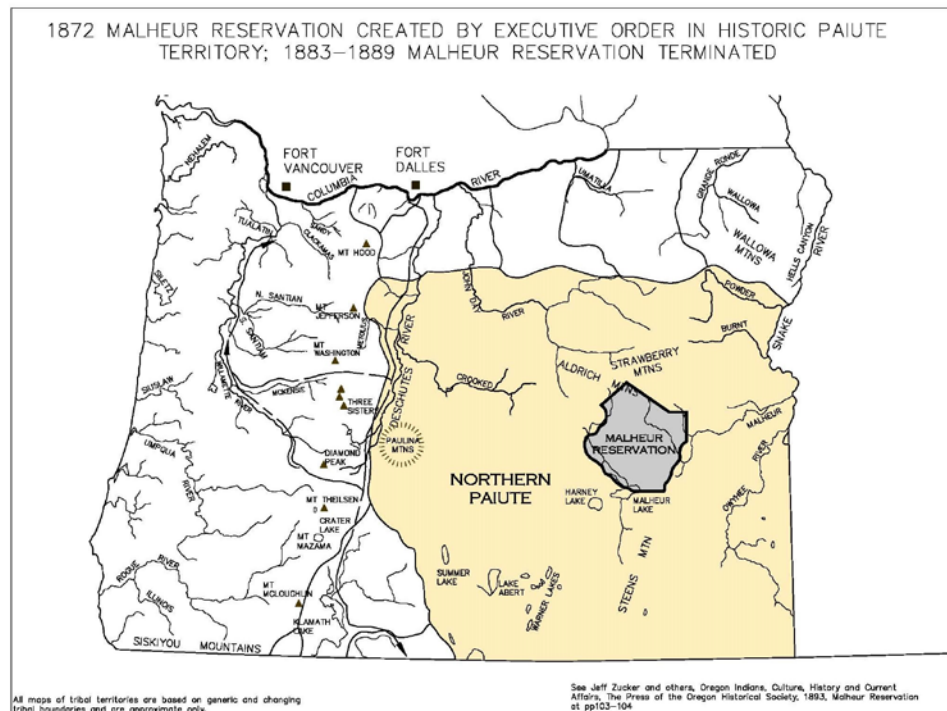 1872 MALHEUR RESERVATION CREATED BY EXECUTIVE ORDER IN HISTORIC PAIUTE
TERRITORY; 1883-1889 MALHEUR RESERVATION TERMINATED
FORT
VANCOUVER
FORT
DALLES
NEHALEM
COLUMBIA
RIVER
UMATILLA
GRANDE RONDE
WALLOWA
WALLOWA
MTNS
HELLS CANYON
RIVER
SNAKE
TUALATIN
SANDY
CLACKAMAS
MT HOOD
SILETZ
N. SANTIAM
S. SANTIAM
MT
JEFFERSON
METOLIUS
MT
WASHINGTON
JOHN DAY
RIVER
POWDER
BURNT
ALDRICH MTNS
STRAWBERRY
MTNS
DESCHUTES
RIVER
CROOKED
SIUSLAW
WILLAMETTE
RIVER
MCKENSIE
THREE
SISTERS
PAULINA
MTNS
DIAMOND
PEAK
MALHEUR
RESERVATION
MALHEUR
RIVER
OWYHEE
UMPQUA
RIVER
NORTHERN
PAIUTE
HARNEY
LAKE
MALHEUR
LAKE
MT THEILSEN
CRATER
LAKE
MT
MAZAMA
STEENS MTN
SUMMER
LAKE
LAKE
ABERT
WARNER LAKES
ROGUE RIVER
ILLINOIS
MT
MCLOUGHLIN
KLAMATH
LAKE
SISKIYOU MOUNTAINS
All maps of tribal territories are based on generic and changing
tribal boundaries and are approximate only.
See Jeff Zucker and others, Oregon Indians, Culture, History and Current
Affairs, The Press of the Oregon Historical Society, 1893, Malheur Reservation
at pp103-104